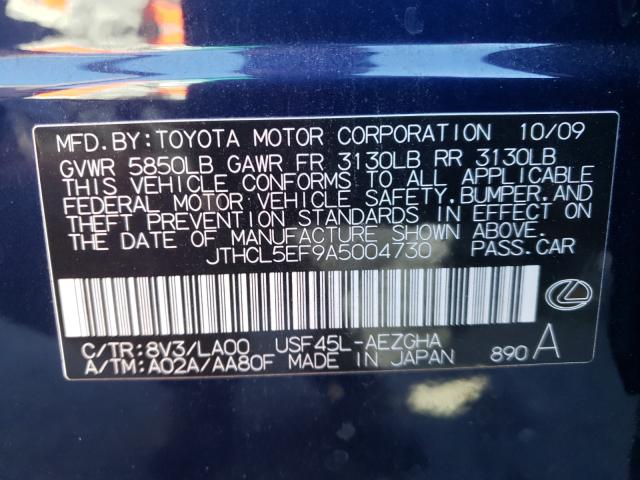 MFD.BY:TOYOTA MOTOR CORPORATION 10/09
GVWR 5850LB GAWR FR 3130LB RR 3130LB
THIS VEHICLE CONFORMS TO ALL APPLICABLE
FEDERAL MOTOR VEHICLE SAFETY,BUMPER,AND
THEFT PREVENTION STANDARDS IN EFFECT ON
THE DATE OF MANUFACTURE SHOWN ABOVE.
JTHCL5EF9A5004730 PASS.CAR
C/TR:8V3/LA00 USF45L-AEZGHA
A/TM:A02A/AA80F MADE IN JAPAN 890 A